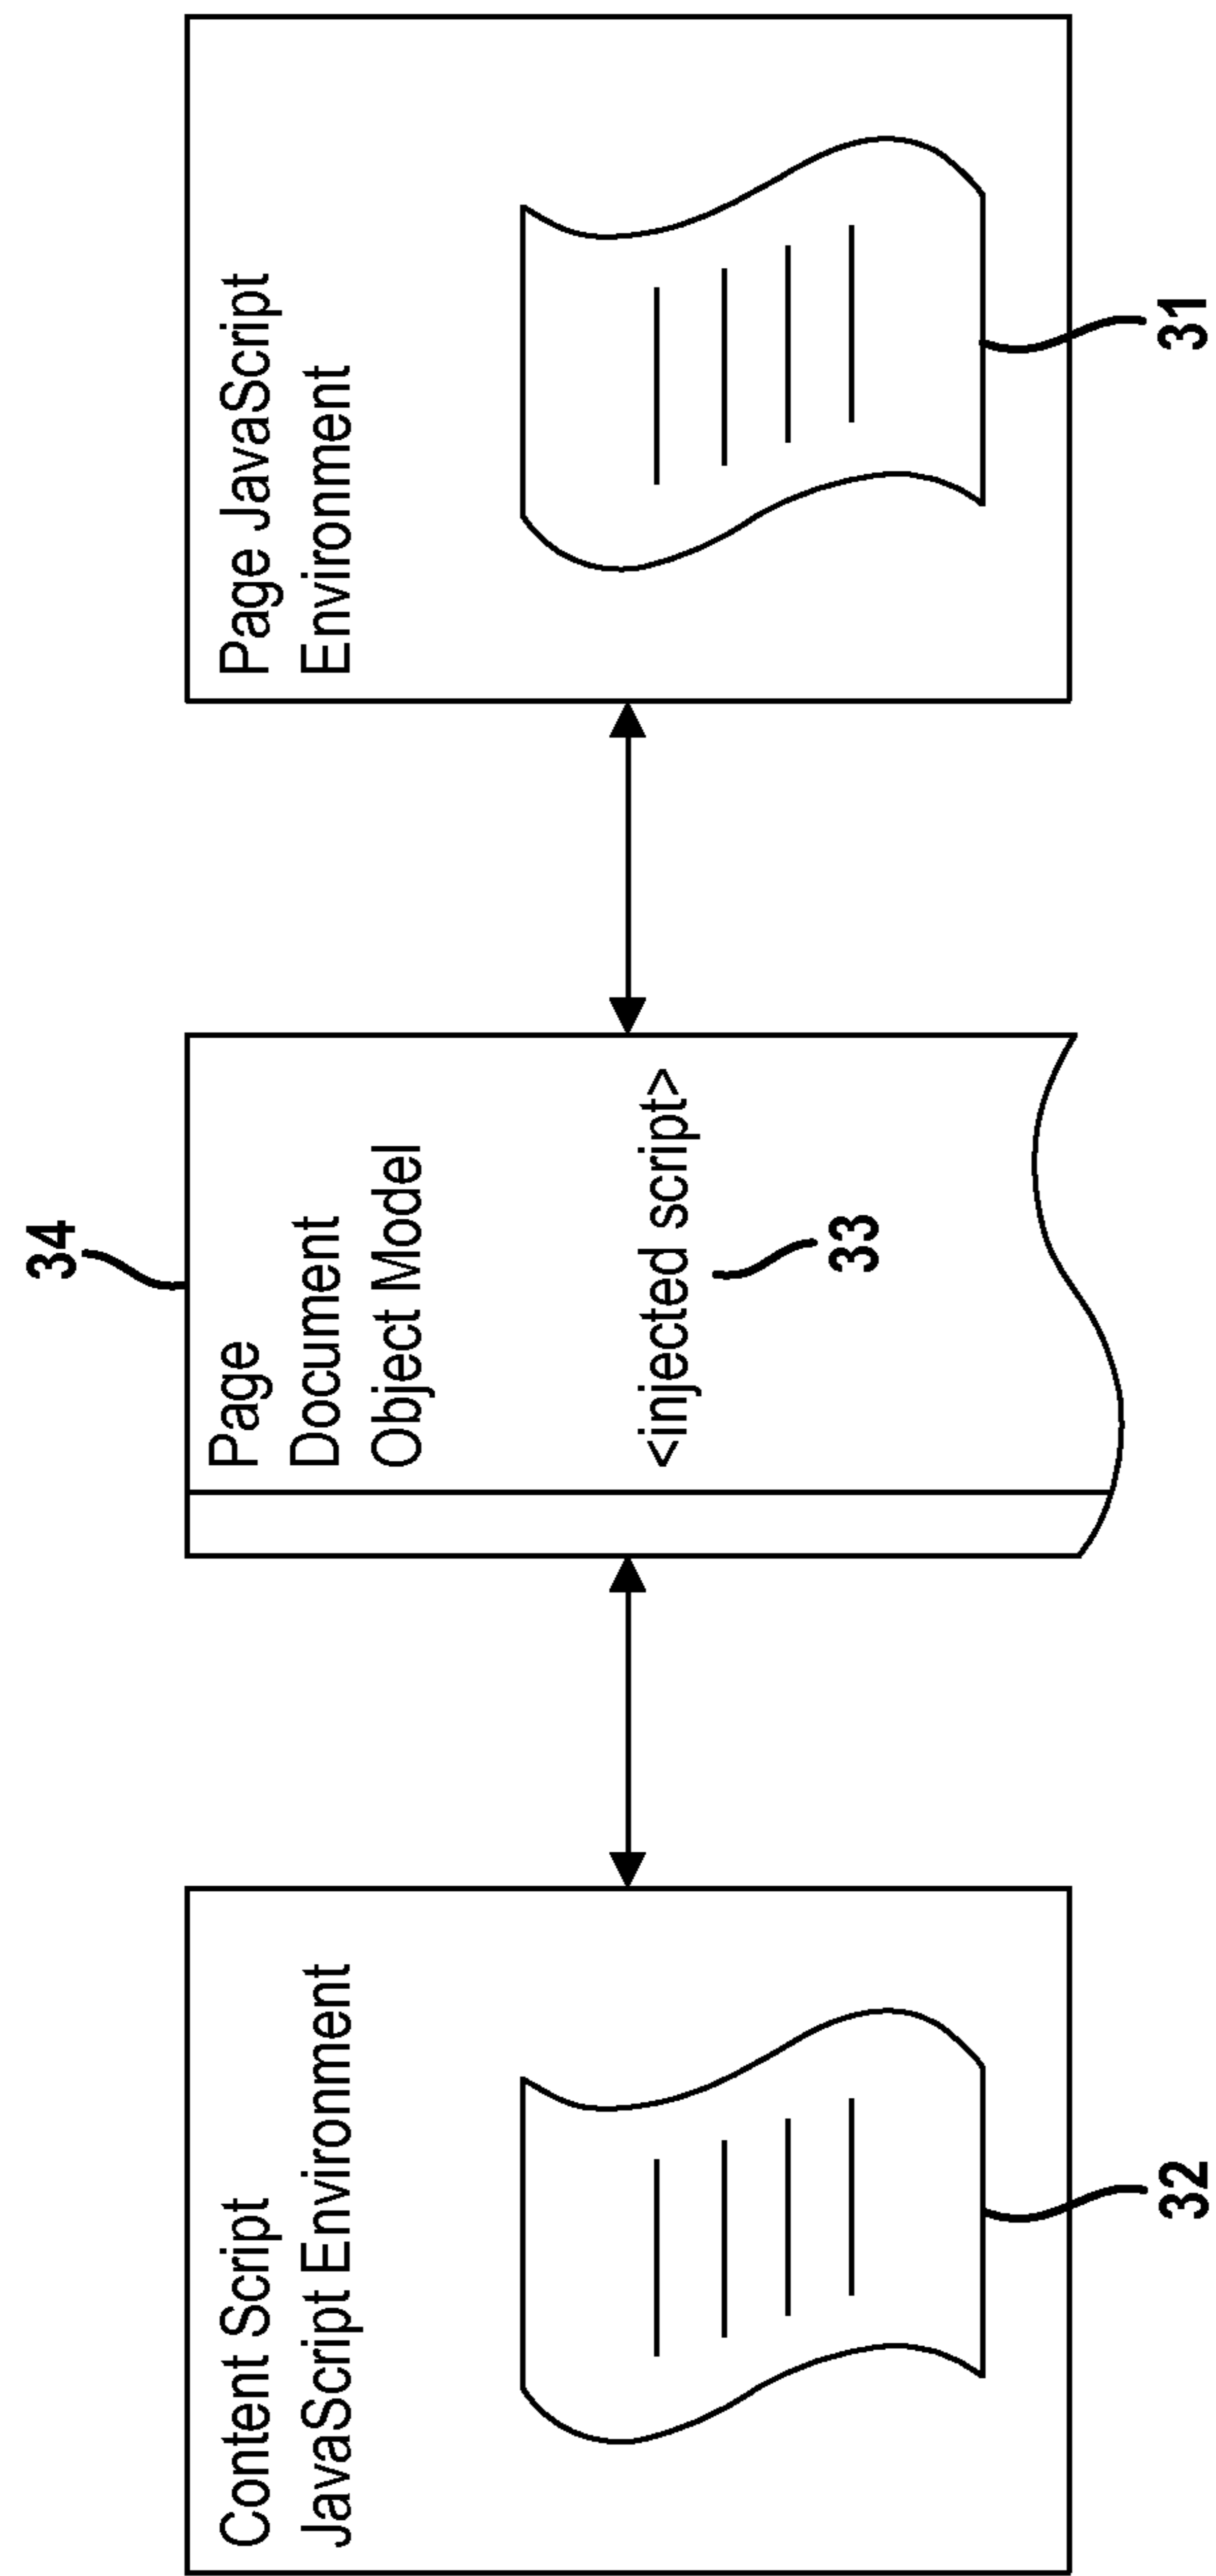 Content Script
JavaScript Environment
32
34
Page
Document
Object Model
<injected script>
33
Page JavaScript
Environment
31